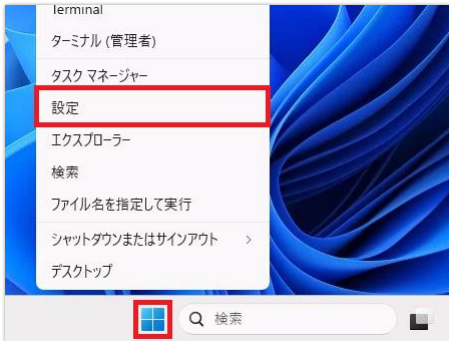 Terminal
ターミナル (管理者)
タスク マネージャー
設定
エクスプローラー
検索
ファイル名を指定して実行
シャットダウンまたはサインアウト
デスクトップ
検索